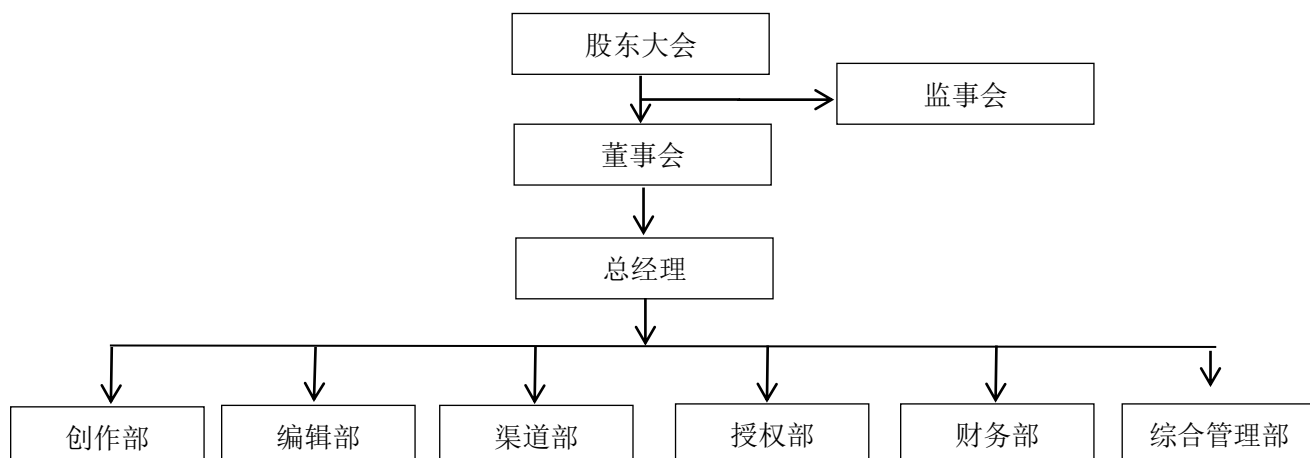 股东大会
监事会
董事会
总经理
创作部
编辑部
渠道部
授权部
财务部
综合管理部